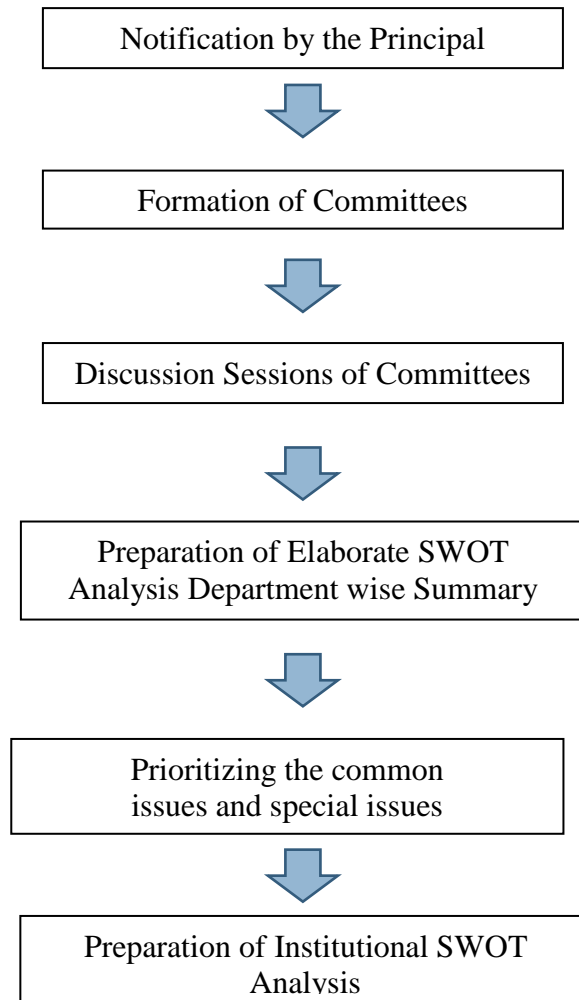 Notification by the Principal
Formation of Committees
Discussion Sessions of Committees
Preparation of Elaborate SWOT
Analysis Department wise Summary
Prioritizing the common
issues and special issues
Preparation of Institutional SWOT
Analysis